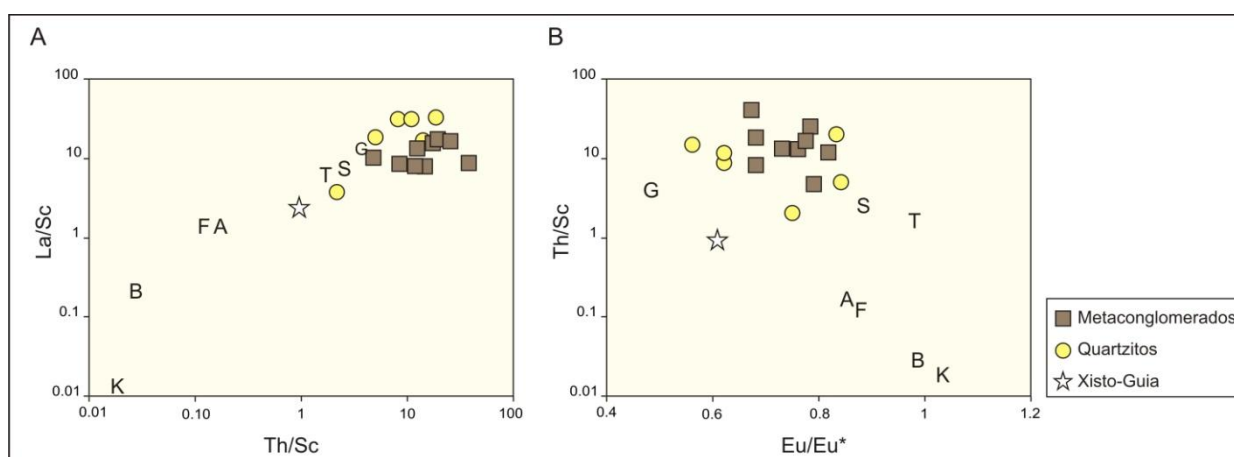 A
100
10
1
0.1
0.01
La/Sc
G
T S
F A
B
K
0.01 0.10 1 10 100
Th/Sc
B
100
10
1
0.1
0.01
Th/Sc
G
S
T
A
F
B
K
0.4 0.6 0.8 1 1.2
Eu/Eu*
Metaconglomerados
Quartzitos
Xisto-Guia